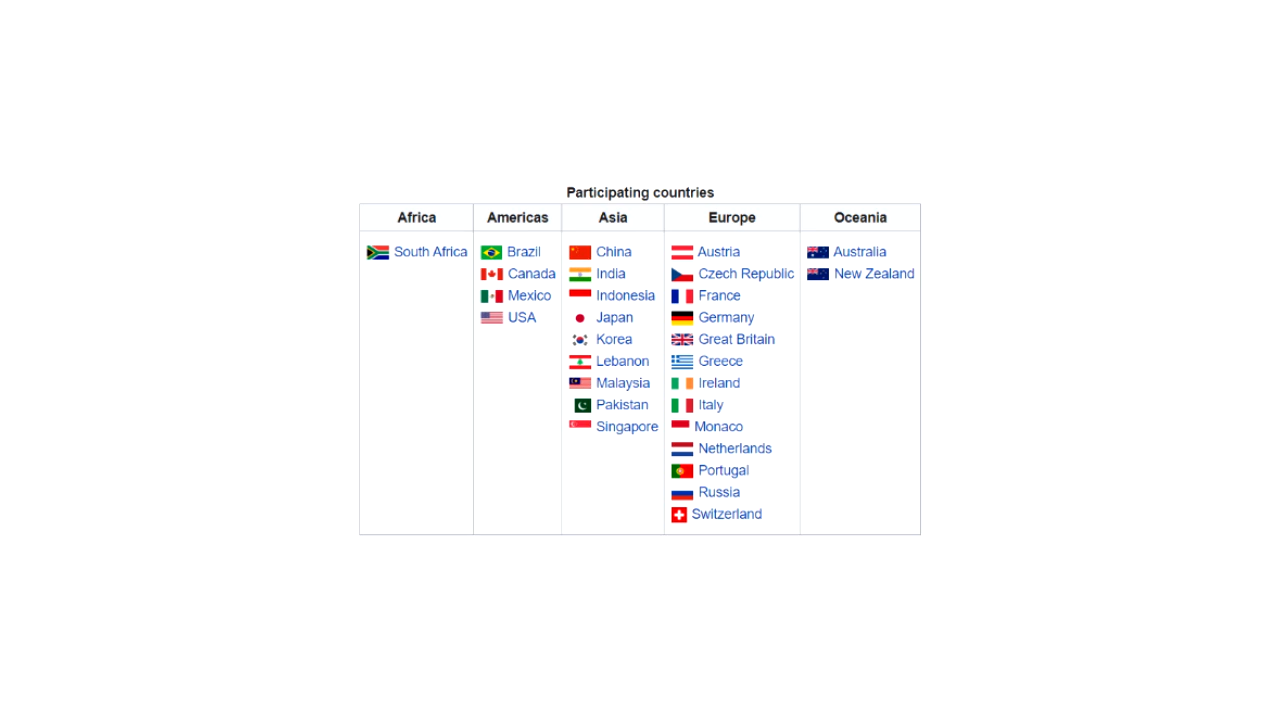 Participating countries
Africa Americas Asia Europe Oceania
South Africa Brazil China Austria Australia
Canada India Czech Republic New Zealand
Mexico Indonesia France
USA Japan Germany
Korea Great Britain
Lebanon Greece
Malaysia Ireland
Pakistan Italy
Singapore Monaco
Netherlands
Portugal
Russia
Switzerland